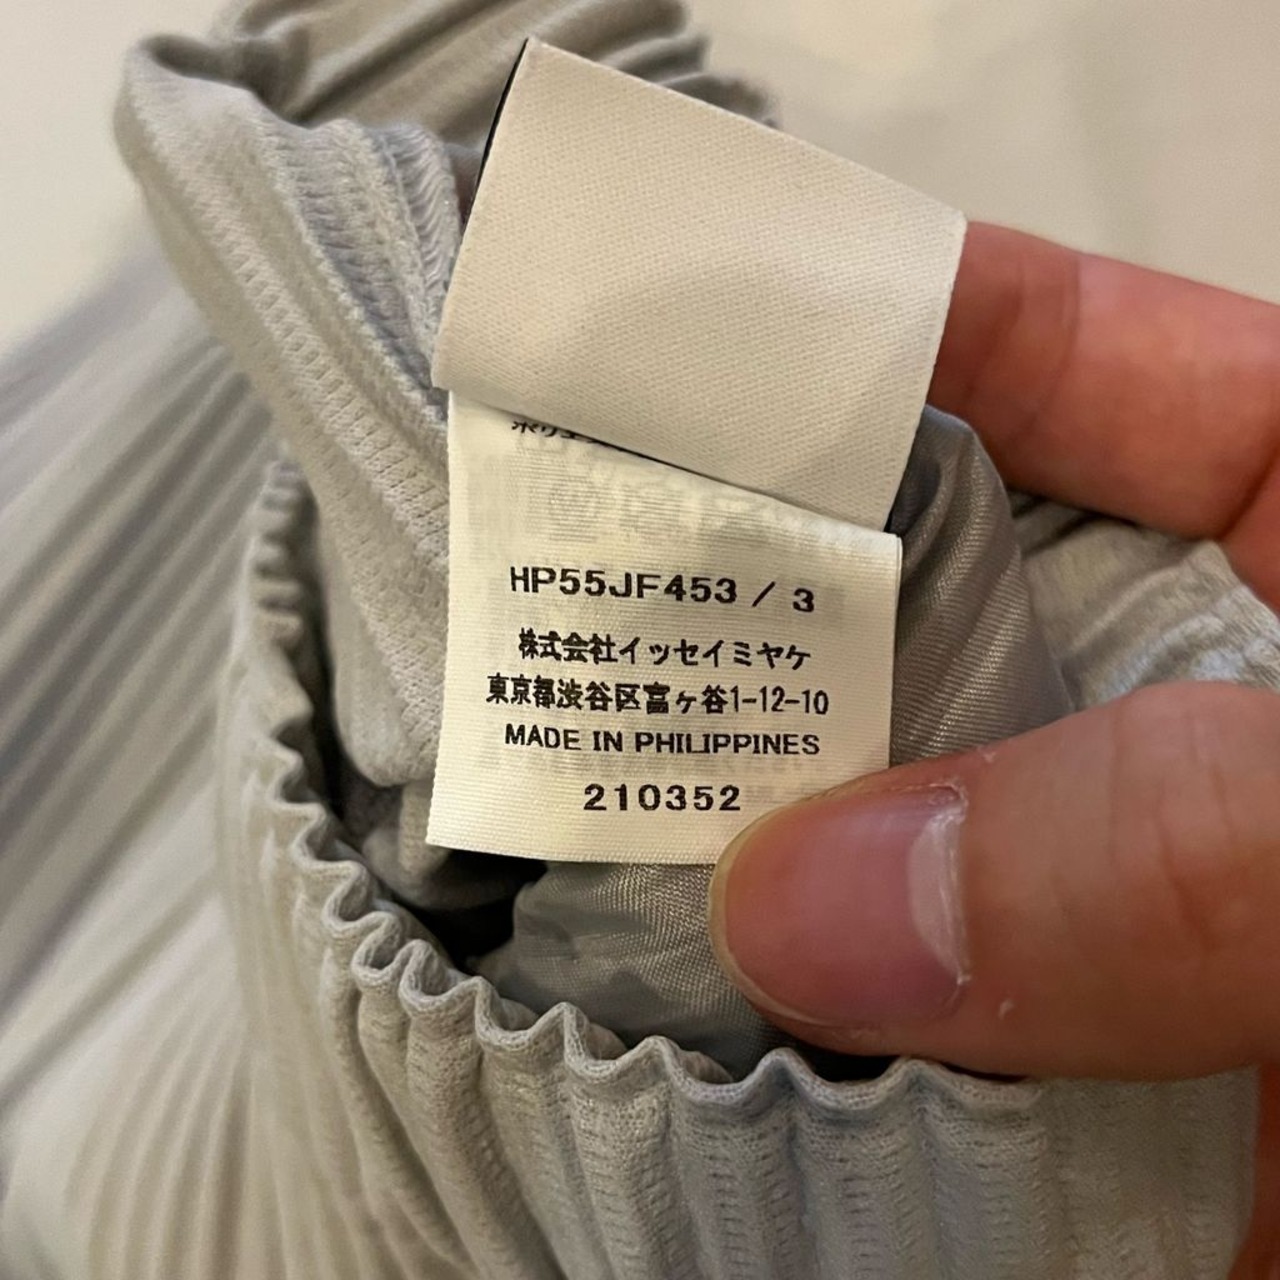 HP55JF453 / 3
株式会社イッセイミヤケ
東京都渋谷区富ヶ谷1-12-10
MADE IN PHILIPPINES
210352